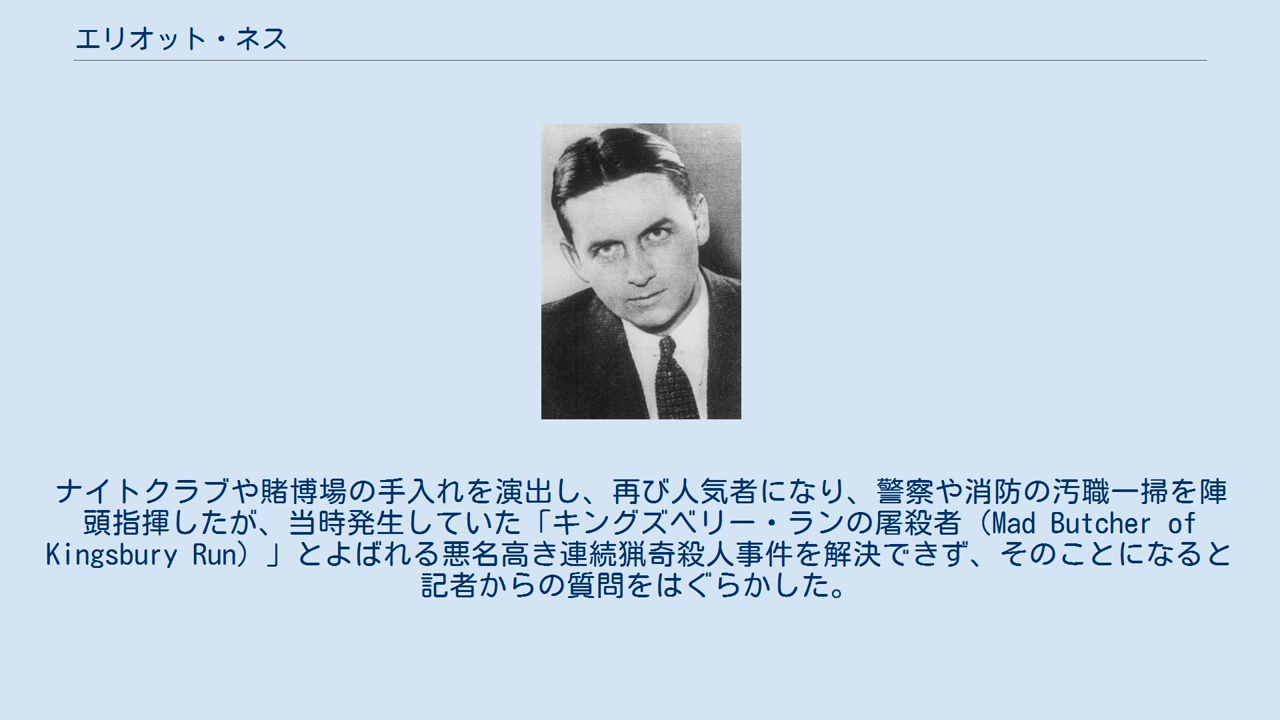 エリオット・ネス
ナイトクラブや賭博場の手入れを演出し、再び人気者になり、警察や消防の汚職一掃を陣
頭指揮したが、当時発生していた「キングズベリー・ランの屠殺者（Mad Butcher of
Kingsbury Run）」とよばれる悪名高き連続猟奇殺人事件を解決できず、そのことになると
記者からの質問をはぐらかした。